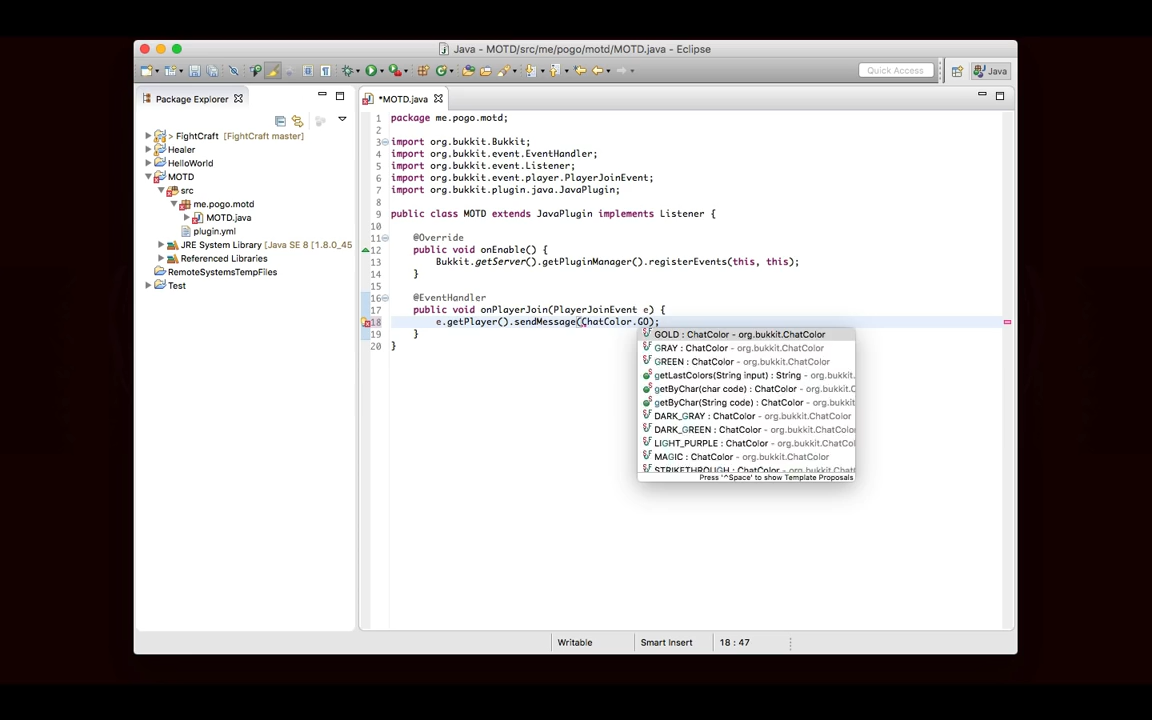 Java - MOTD/src/me/pogo/motd/MOTD.java - Eclipse
Quick Access
Java
Package Explorer
*MOTD.java
> FightCraft [FightCraft master]
Healer
HelloWorld
MOTD
src
me.pogo.motd
MOTD.java
plugin.yml
JRE System Library [Java SE 8 [1.8.0_45
Referenced Libraries
RemoteSystemsTempFiles
Test
1 package me.pogo.motd;
2
3 import org.bukkit.Bukkit;
4 import org.bukkit.event.EventHandler;
5 import org.bukkit.event.Listener;
6 import org.bukkit.event.player.PlayerJoinEvent;
7 import org.bukkit.plugin.java.JavaPlugin;
8
9 public class MOTD extends JavaPlugin implements Listener {
10
11 @Override
12 public void onEnable() {
13 Bukkit.getServer().getPluginManager().registerEvents(this, this);
14 }
15
16 @EventHandler
17 public void onPlayerJoin(PlayerJoinEvent e) {
18 e.getPlayer().sendMessage(ChatColor.GO);
19 }
20 }
GOLD : ChatColor - org.bukkit.ChatColor
GRAY : ChatColor - org.bukkit.ChatColor
GREEN : ChatColor - org.bukkit.ChatColor
getLastColors(String input) : String - org.bukkit.
getByChar(char code) : ChatColor - org.bukkit.C
getByChar(String code) : ChatColor - org.bukkit
DARK_GRAY : ChatColor - org.bukkit.ChatColor
DARK_GREEN : ChatColor - org.bukkit.ChatColor
LIGHT_PURPLE : ChatColor - org.bukkit.ChatColor
MAGIC : ChatColor - org.bukkit.ChatColor
STRIKETHROUGH : ChatColor - org.bukkit.ChatColor
Press '^Space' to show Template Proposals
Writable
Smart Insert
18 : 47